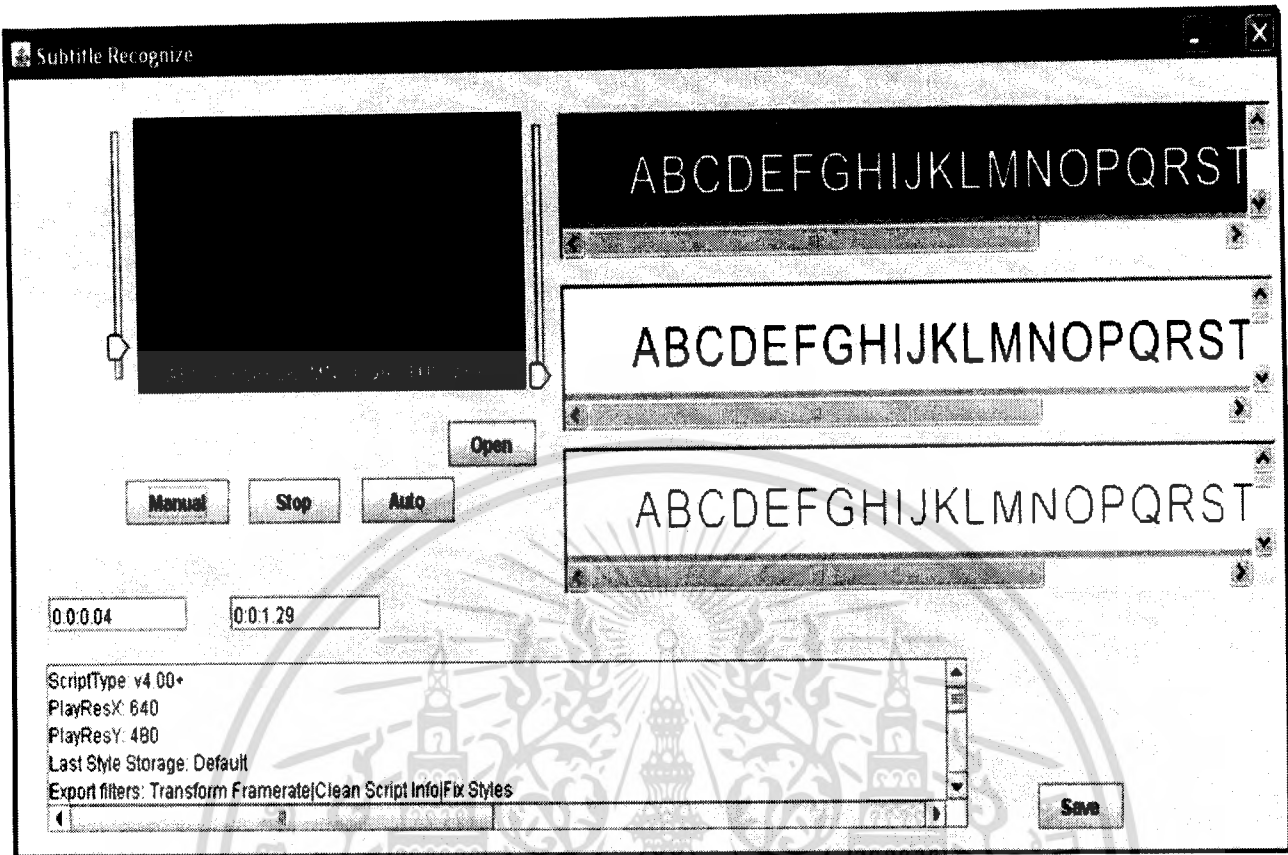 Subtitle Recognize
ABCDEFGHIJKLMNOPQRST
ABCDEFGHIJKLMNOPQRST
ABCDEFGHIJKLMNOPQRST
Open
Manual Stop Auto
0:0:0.04 0:0:1.29
ScriptType: v4.00+
PlayResX: 640
PlayResY: 480
Last Style Storage: Default
Export filters: Transform Framerate|Clean Script Info|Fix Styles
Save